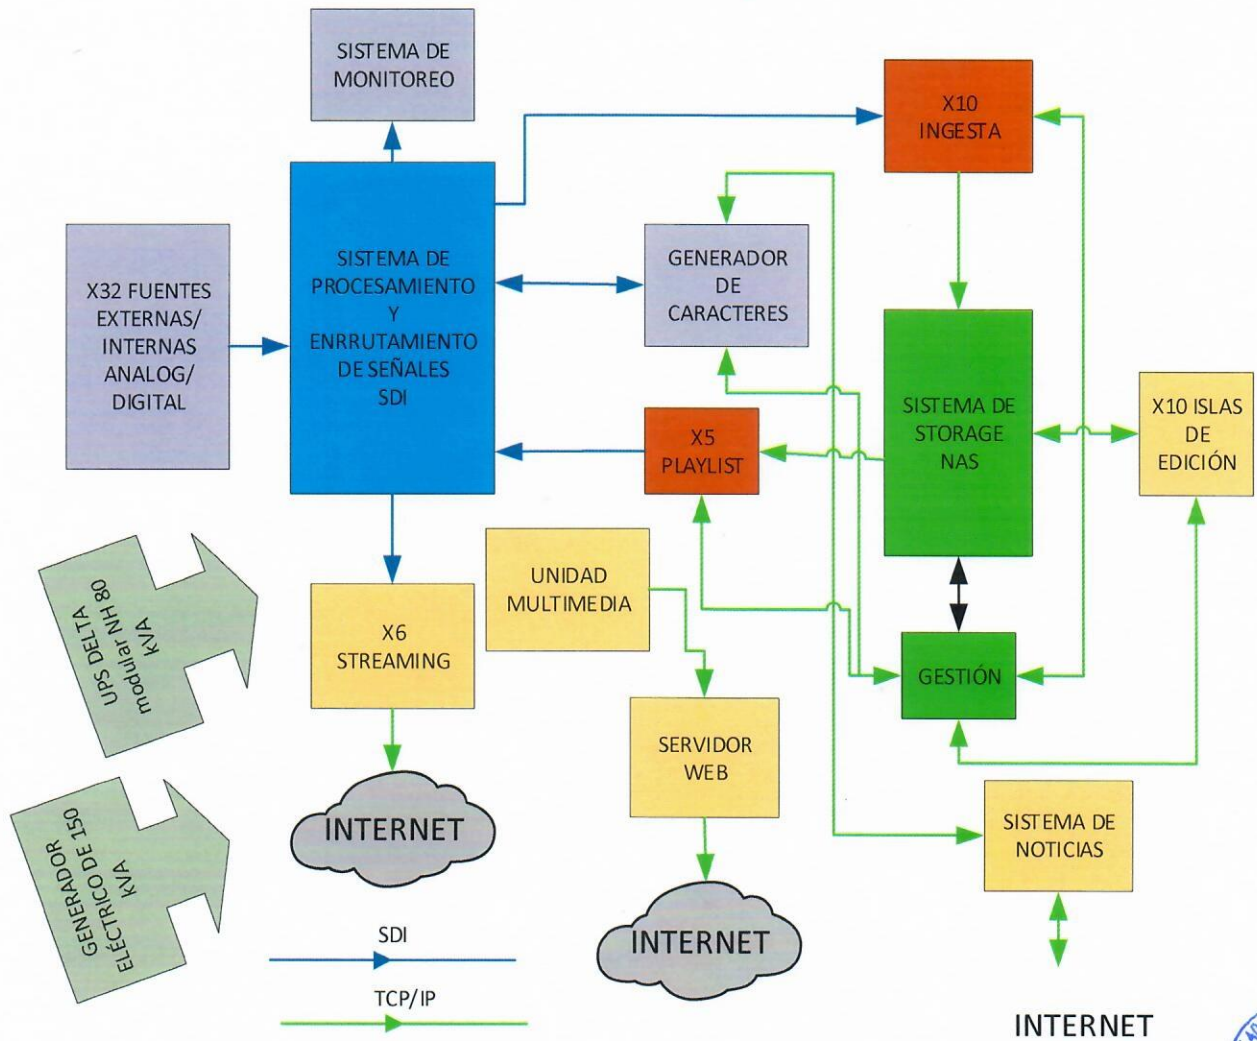 SISTEMA DE
MONITOREO
X10
INGESTA
X32 FUENTES
EXTERNAS/
INTERNAS
ANALOG/
DIGITAL
SISTEMA DE
PROCESAMIENTO
Y
ENRRUTAMIENTO
DE SEÑALES
SDI
GENERADOR
DE
CARACTERES
X5
PLAYLIST
SISTEMA DE
STORAGE
NAS
X10 ISLAS
DE
EDICIÓN
UPS DELTA
modular NH 80
kVA
X6
STREAMING
UNIDAD
MULTIMEDIA
GESTIÓN
SERVIDOR
WEB
SISTEMA DE
NOTICIAS
GENERADOR
ELÉCTRICO DE 150
kVA
INTERNET
INTERNET
SDI
TCP/IP
INTERNET